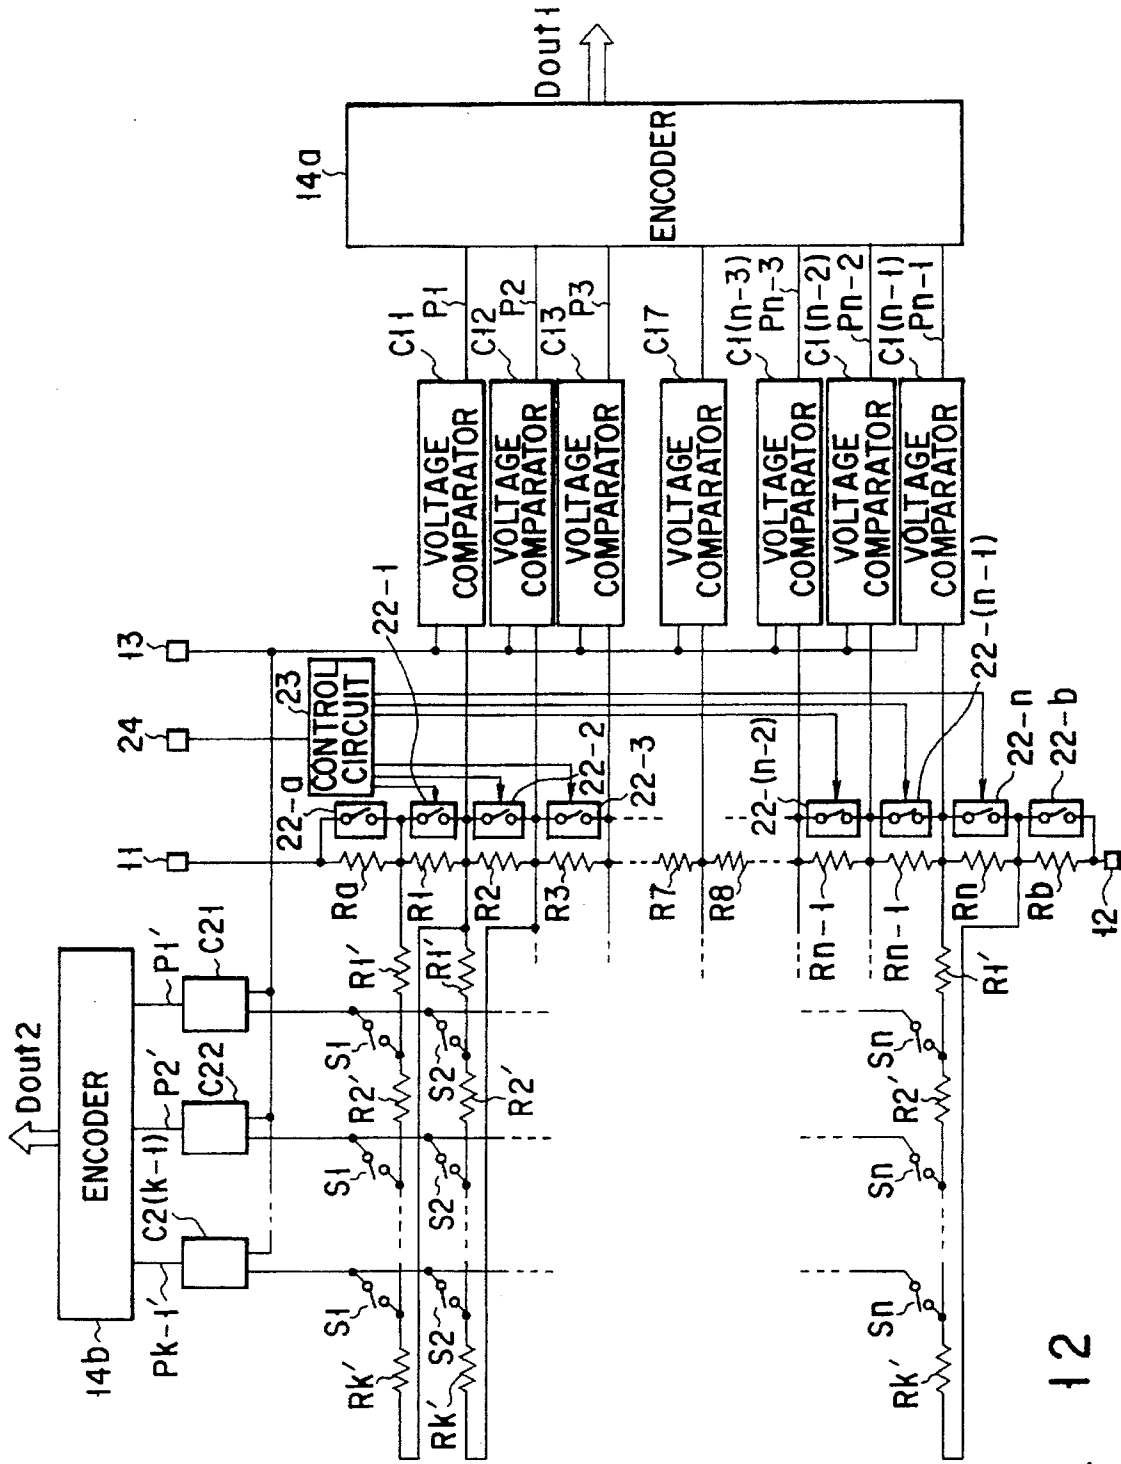 Dout1
14a
ENCODER
P1
P2
P3
Pn-3
Pn-2
Pn-1
C11
C12
C13
C17
C1(n-3)
C1(n-2)
C1(n-1)
VOLTAGE
COMPARATOR
VOLTAGE
COMPARATOR
VOLTAGE
COMPARATOR
VOLTAGE
COMPARATOR
VOLTAGE
COMPARATOR
VOLTAGE
COMPARATOR
VOLTAGE
COMPARATOR
13
24
23
CONTROL
CIRCUIT
22-1
22-a
22-2
22-3
22-(n-2)
22-(n-1)
22-n
22-b
11
Ra
R1
R2
R3
R7
R8
Rn-1
Rn-1
Rn
Rb
12
Dout2
ENCODER
14b
P1'
P2'
Pk-1'
C21
C22
C2(k-1)
R1'
R1'
R1'
S1
S2
Sn
R2'
R2'
R2'
S1
S2
Sn
S1
S2
Sn
Rk'
Rk'
Rk'
12